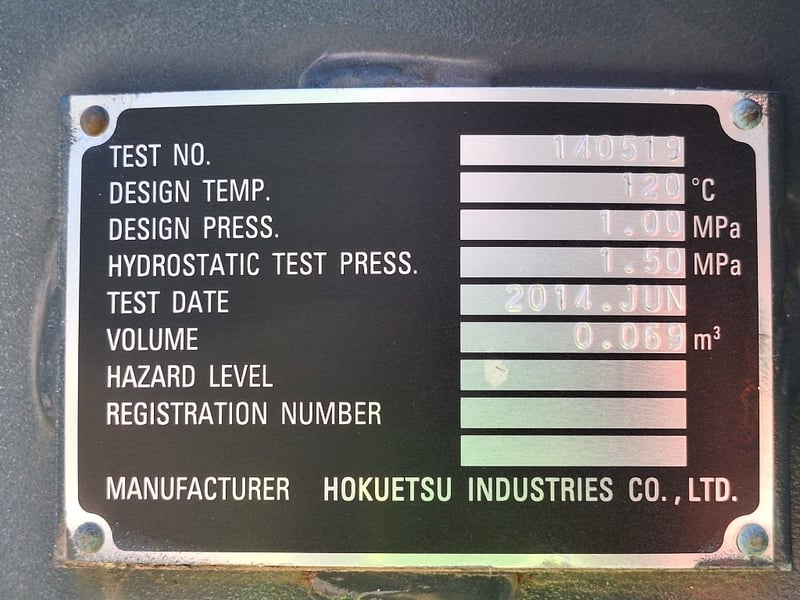 TEST NO. 140519
DESIGN TEMP. 120 °C
DESIGN PRESS. 1.00 MPa
HYDROSTATIC TEST PRESS. 1.50 MPa
TEST DATE 2014.JUN
VOLUME 0.069 m³
HAZARD LEVEL
REGISTRATION NUMBER
MANUFACTURER HOKUETSU INDUSTRIES CO.,LTD.